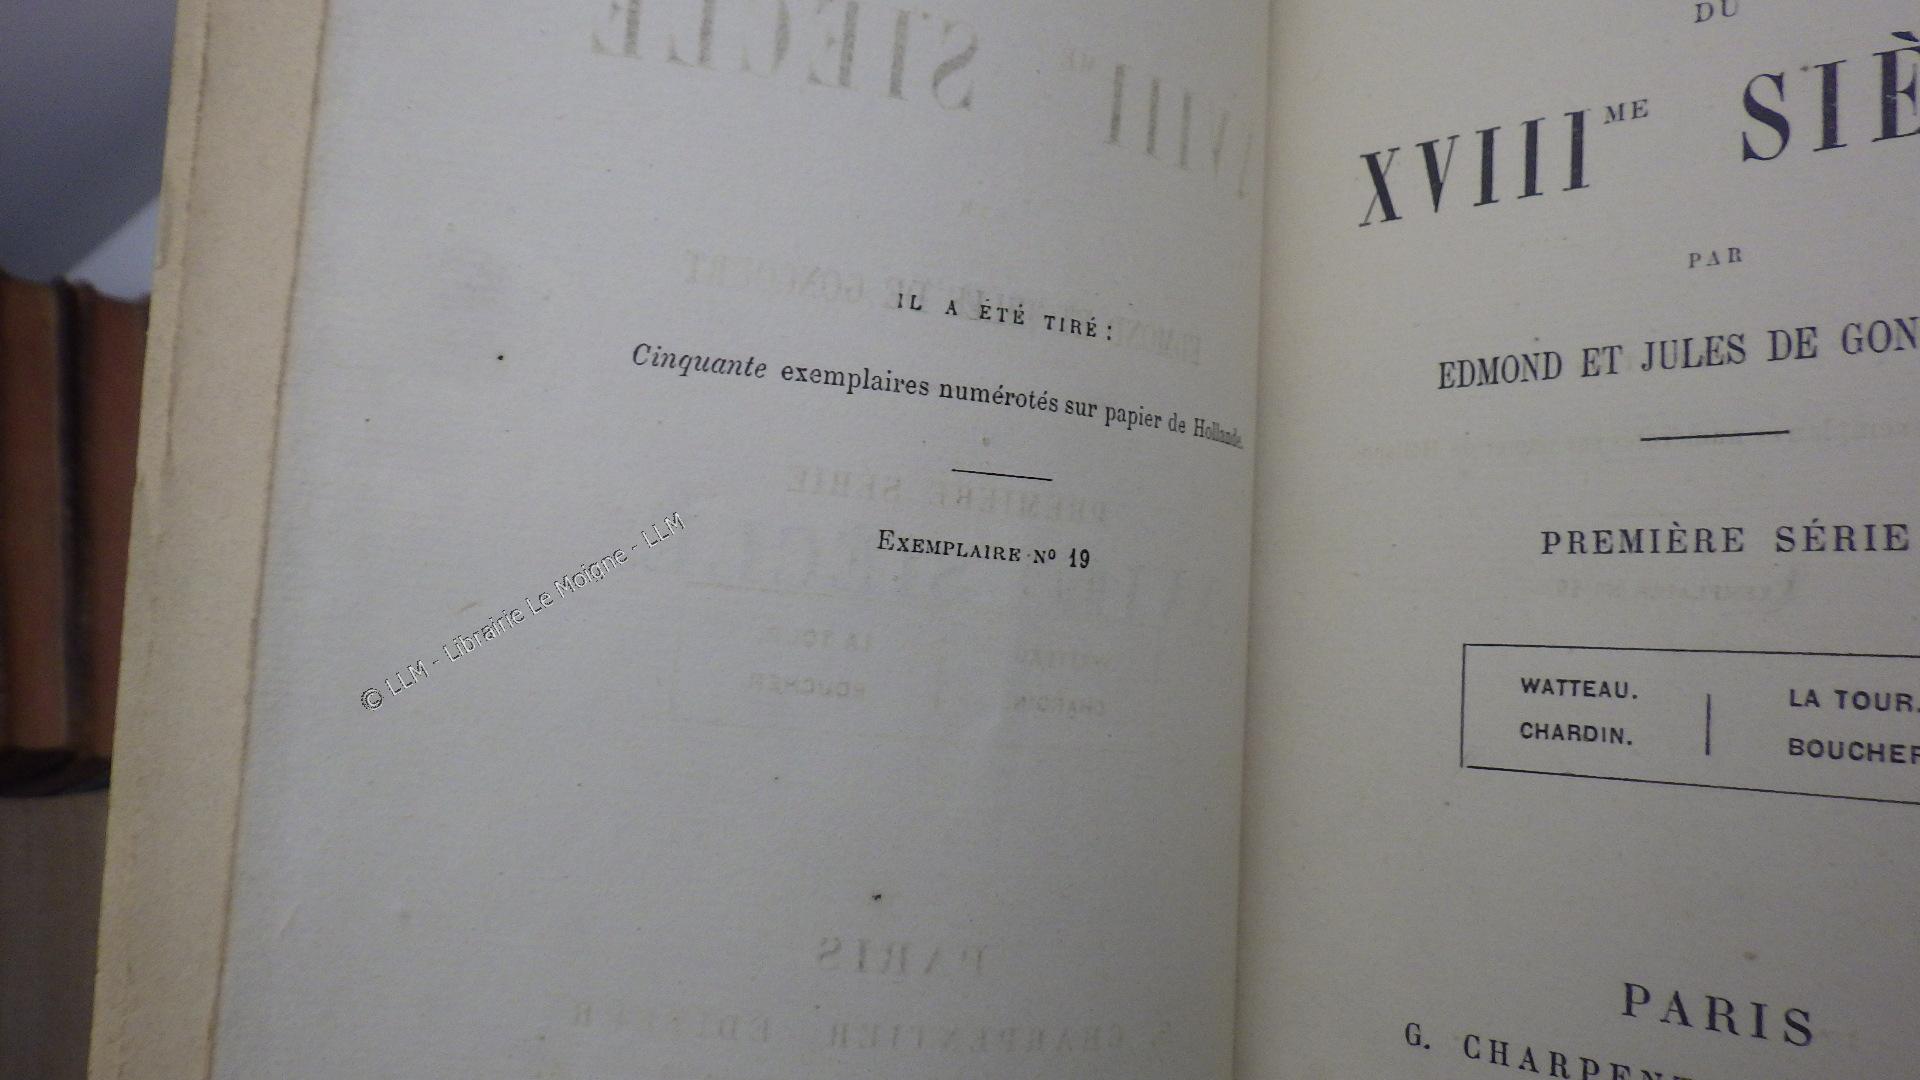 IL A ÉTÉ TIRÉ :
Cinquante exemplaires numérotés sur papier de Hollande.
EXEMPLAIRE Nº 19
© LLM - Librairie Le Moigne - LLM
DU
XVIIIME SIÈ
PAR
EDMOND ET JULES DE GON
PREMIÈRE SÉRIE
WATTEAU.
CHARDIN.
LA TOUR.
BOUCHER
PARIS
G. CHARPEN